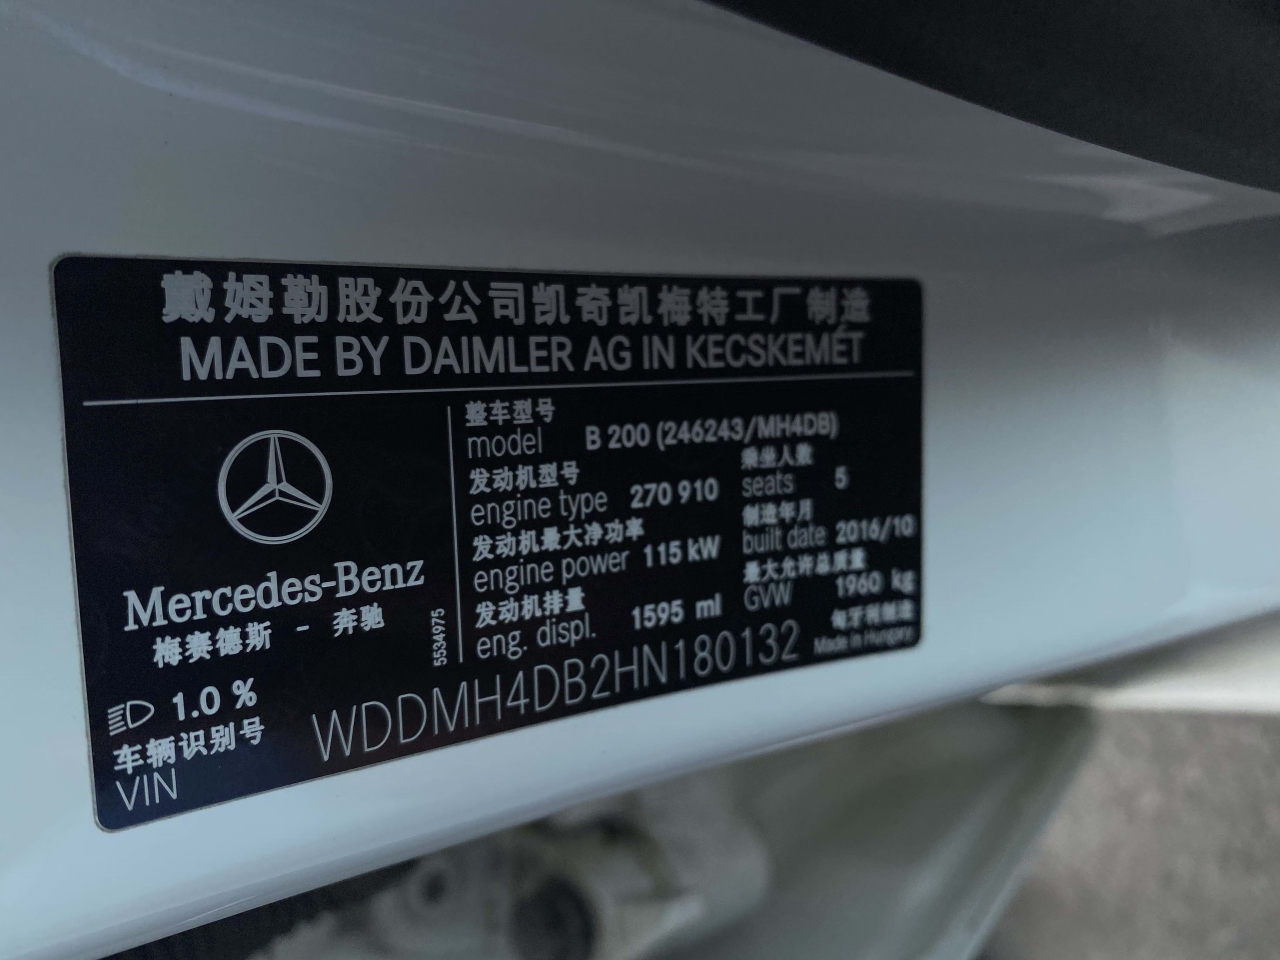 戴姆勒股份公司凯奇凯梅特工厂制造
MADE BY DAIMLER AG IN KECSKEMÉT
Mercedes-Benz
梅赛德斯 - 奔驰
5534975
整车型号
model B 200 (246243/MH4DB)
发动机型号 乘坐人数
engine type 270 910 seats 5
发动机最大净功率 制造年月
engine power 115 kW built date 2016/10
发动机排量 最大允许总质量
eng. displ. 1595 ml GVW 1960 kg
匈牙利制造
Made in Hungary
1.0 %
车辆识别号
VIN WDDMH4DB2HN180132